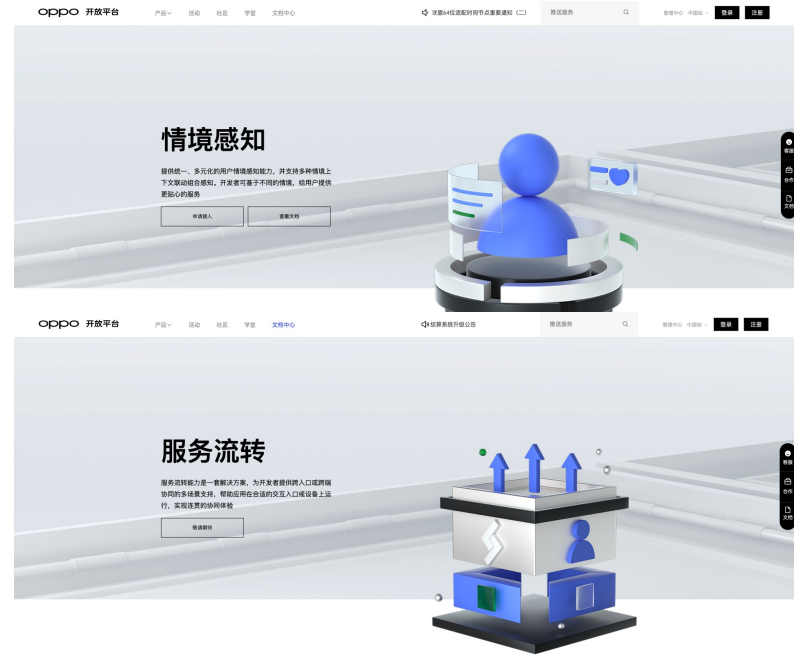 oppo 开放平台 产品 活动 社区 学堂 文档中心 谈爱64位适配时间节点重要通知（二） 推送服务 管理中心 中国站 登录 注册
情境感知
提供统一、多元化的用户情境感知能力，并支持多种情境上
下文联动组合感知，开发者可基于不同的情境，给用户提供
更贴心的服务
申请接入 查看文档
客服
合作
文档
oppo 开放平台 产品 活动 社区 学堂 文档中心 结算系统升级公告 推送服务 管理中心 中国站 登录 注册
服务流转
服务流转能力是一套解决方案，为开发者提供跨入口或跨端
协同的多场景支持，帮助应用在合适的交互入口或设备上运
行，实现连贯的协同体验
敬请期待
客服
合作
文档